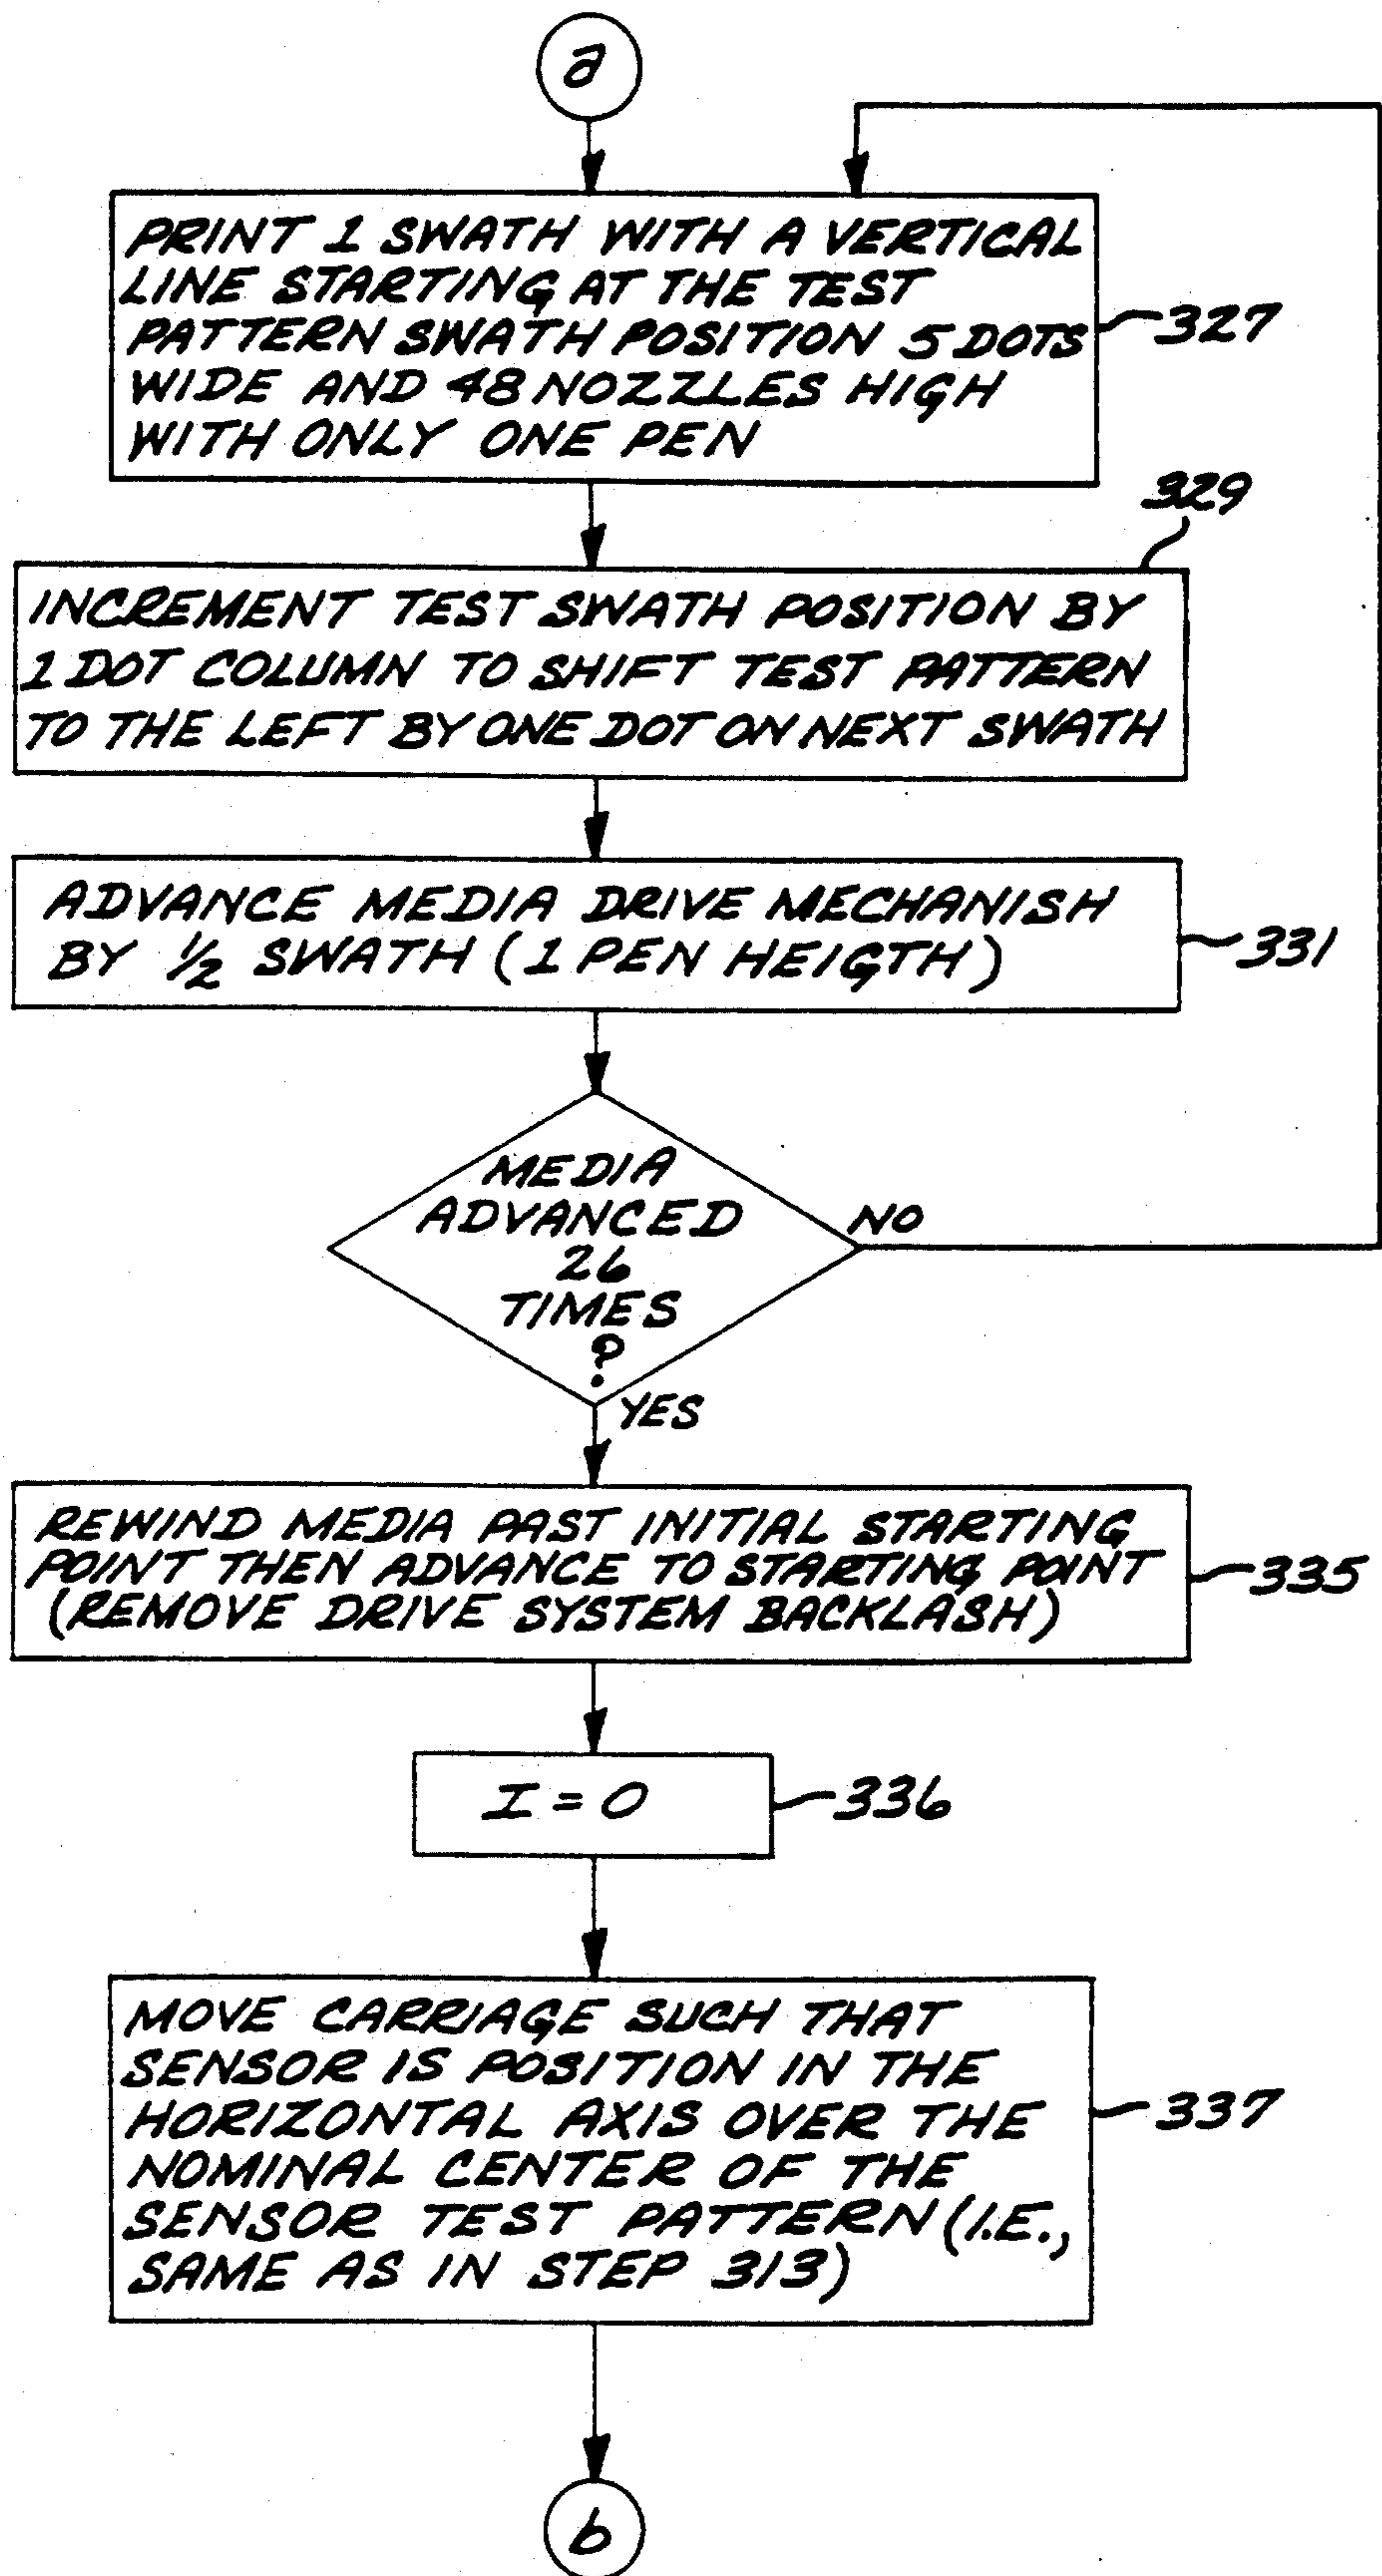 a
PRINT 1 SWATH WITH A VERTICAL
LINE STARTING AT THE TEST
PATTERN SWATH POSITION 5 DOTS
WIDE AND 48 NOZZLES HIGH
WITH ONLY ONE PEN
327
329
INCREMENT TEST SWATH POSITION BY
1 DOT COLUMN TO SHIFT TEST PATTERN
TO THE LEFT BY ONE DOT ON NEXT SWATH
ADVANCE MEDIA DRIVE MECHANISH
BY 1/2 SWATH (1 PEN HEIGTH)
331
MEDIA
ADVANCED
26
TIMES
?
NO
YES
REWIND MEDIA PAST INITIAL STARTING
POINT THEN ADVANCE TO STARTING POINT
(REMOVE DRIVE SYSTEM BACKLASH)
335
I = 0
336
MOVE CARRIAGE SUCH THAT
SENSOR IS POSITION IN THE
HORIZONTAL AXIS OVER THE
NOMINAL CENTER OF THE
SENSOR TEST PATTERN (I.E.,
SAME AS IN STEP 313)
337
b